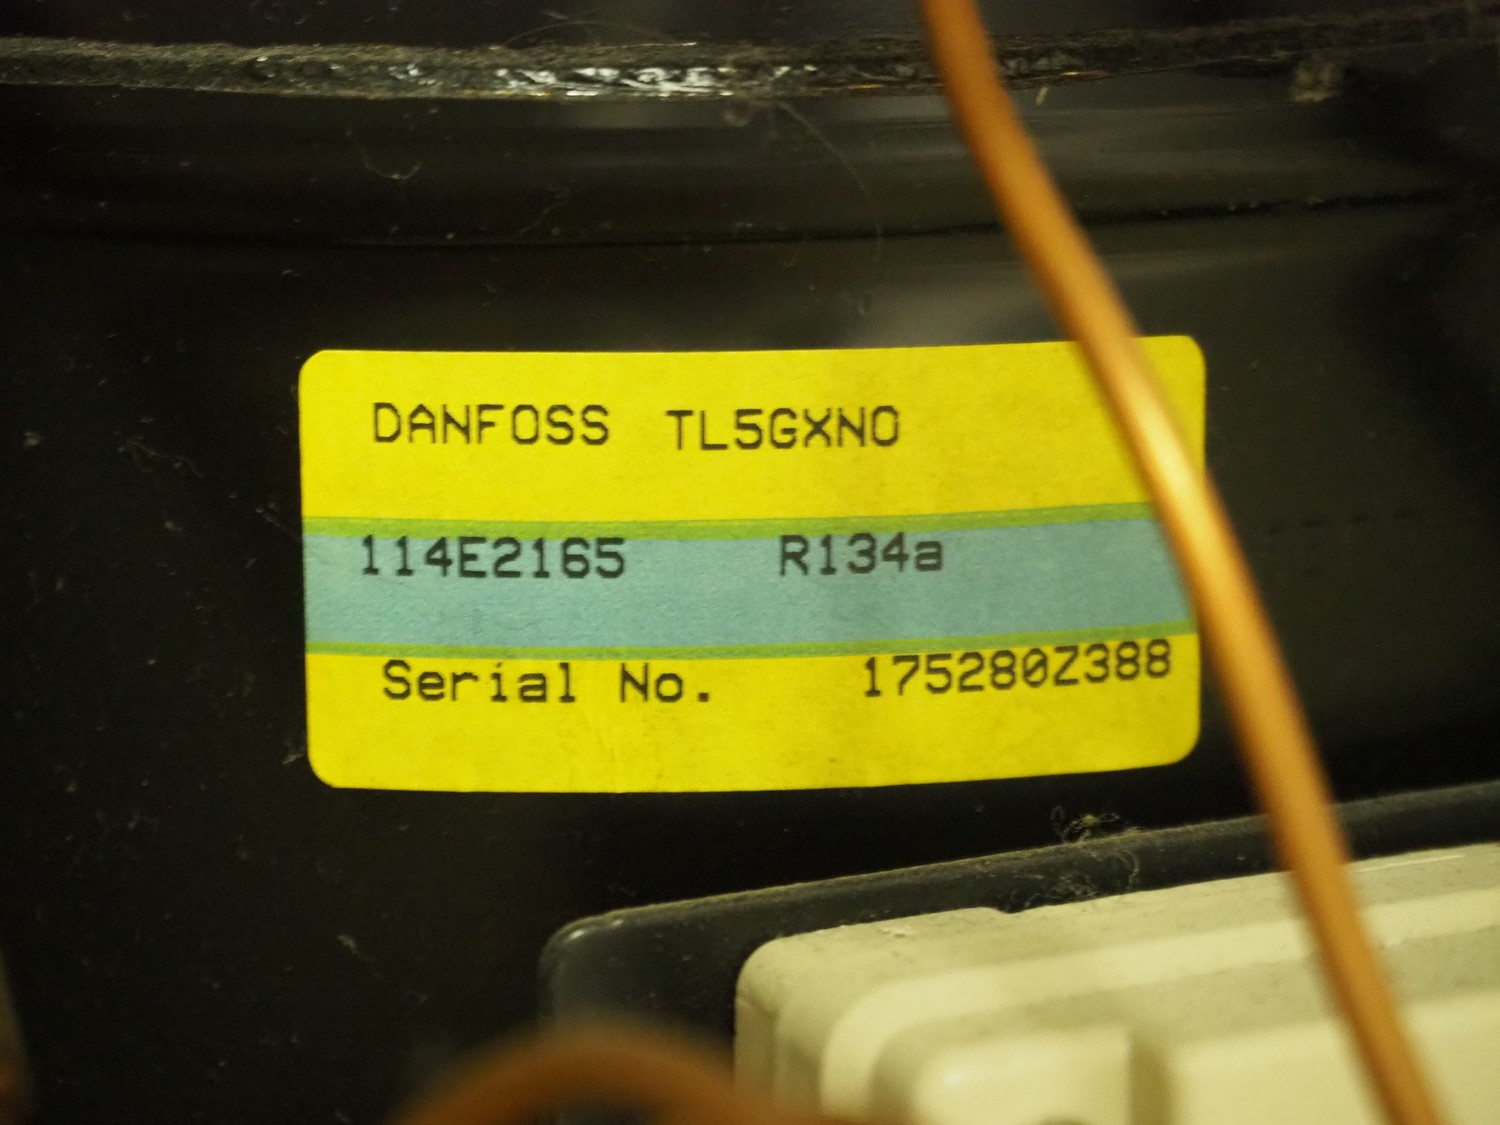 DANFOSS TL5GXNO
114E2165 R134a
Serial No. 175280Z388